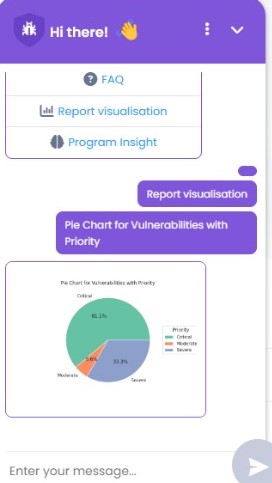 Hi there! 👋
FAQ
Report visualisation
Program Insight
Report visualisation
Pie Chart for Vulnerabilities with
Priority
Pie Chart for Vulnerabilities with Priority
Critical
61.1%
Priority
Critical
Moderate
Severe
5.6%
33.3%
Moderate
Severe
Enter your message...